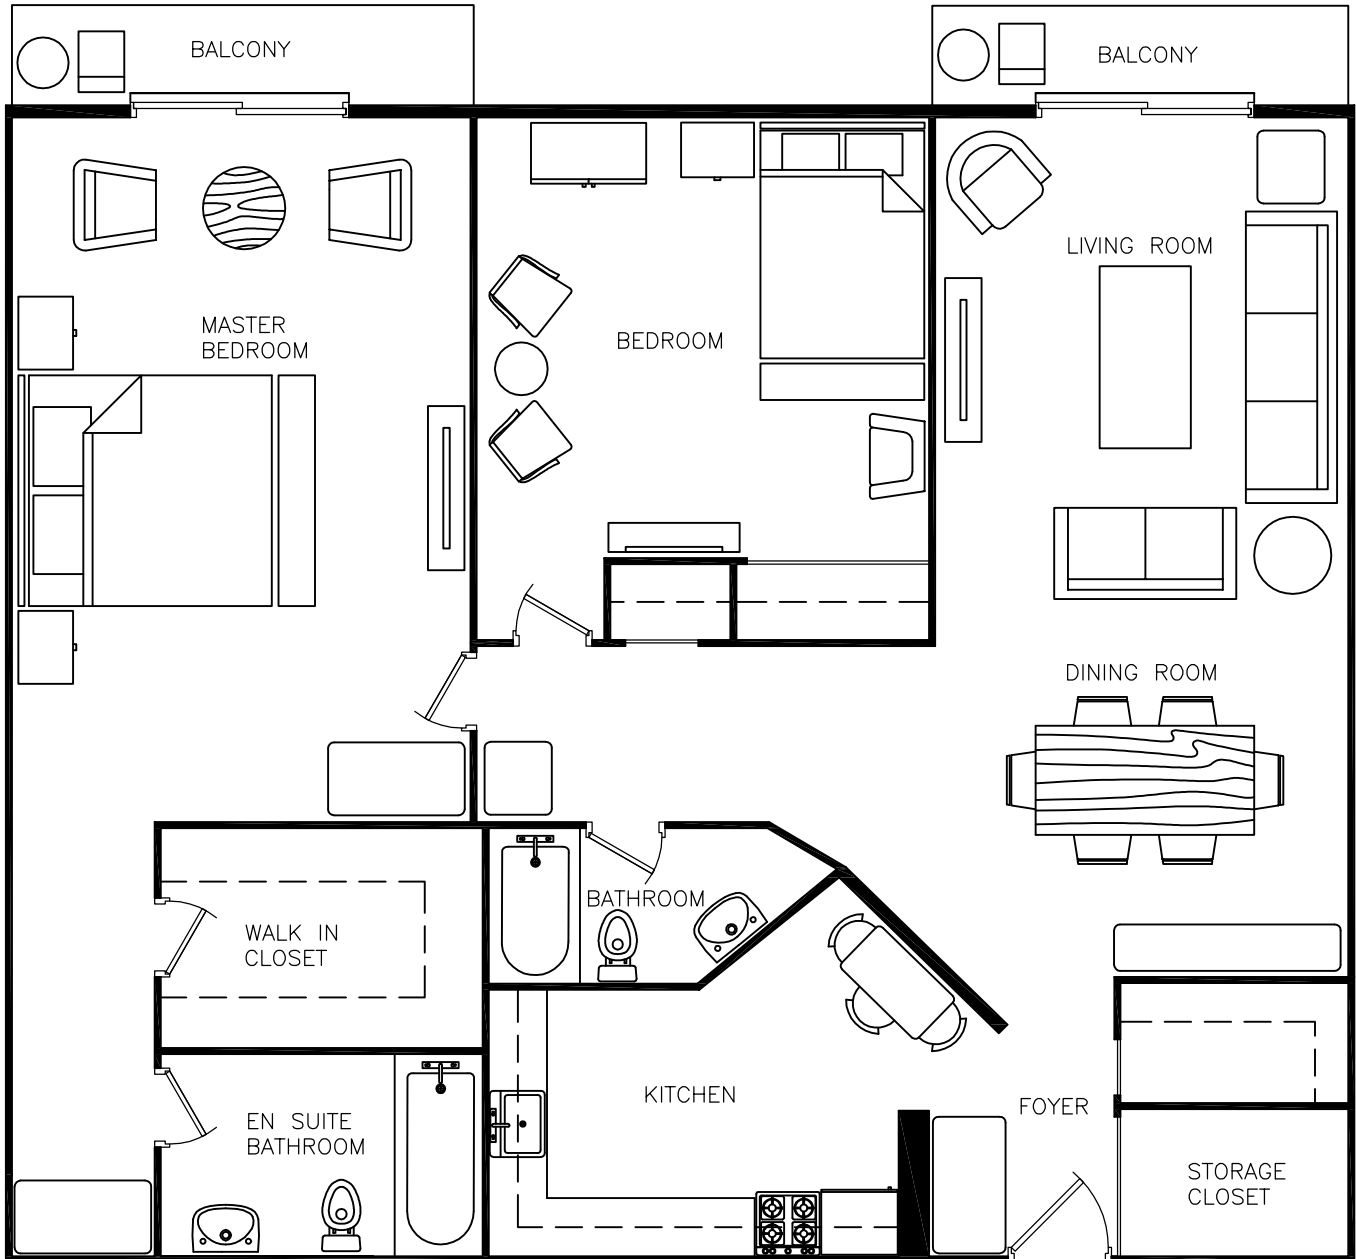 BALCONY
BALCONY
LIVING ROOM
MASTER
BEDROOM
BEDROOM
DINING ROOM
BATHROOM
WALK IN
CLOSET
KITCHEN
FOYER
EN SUITE
BATHROOM
STORAGE
CLOSET